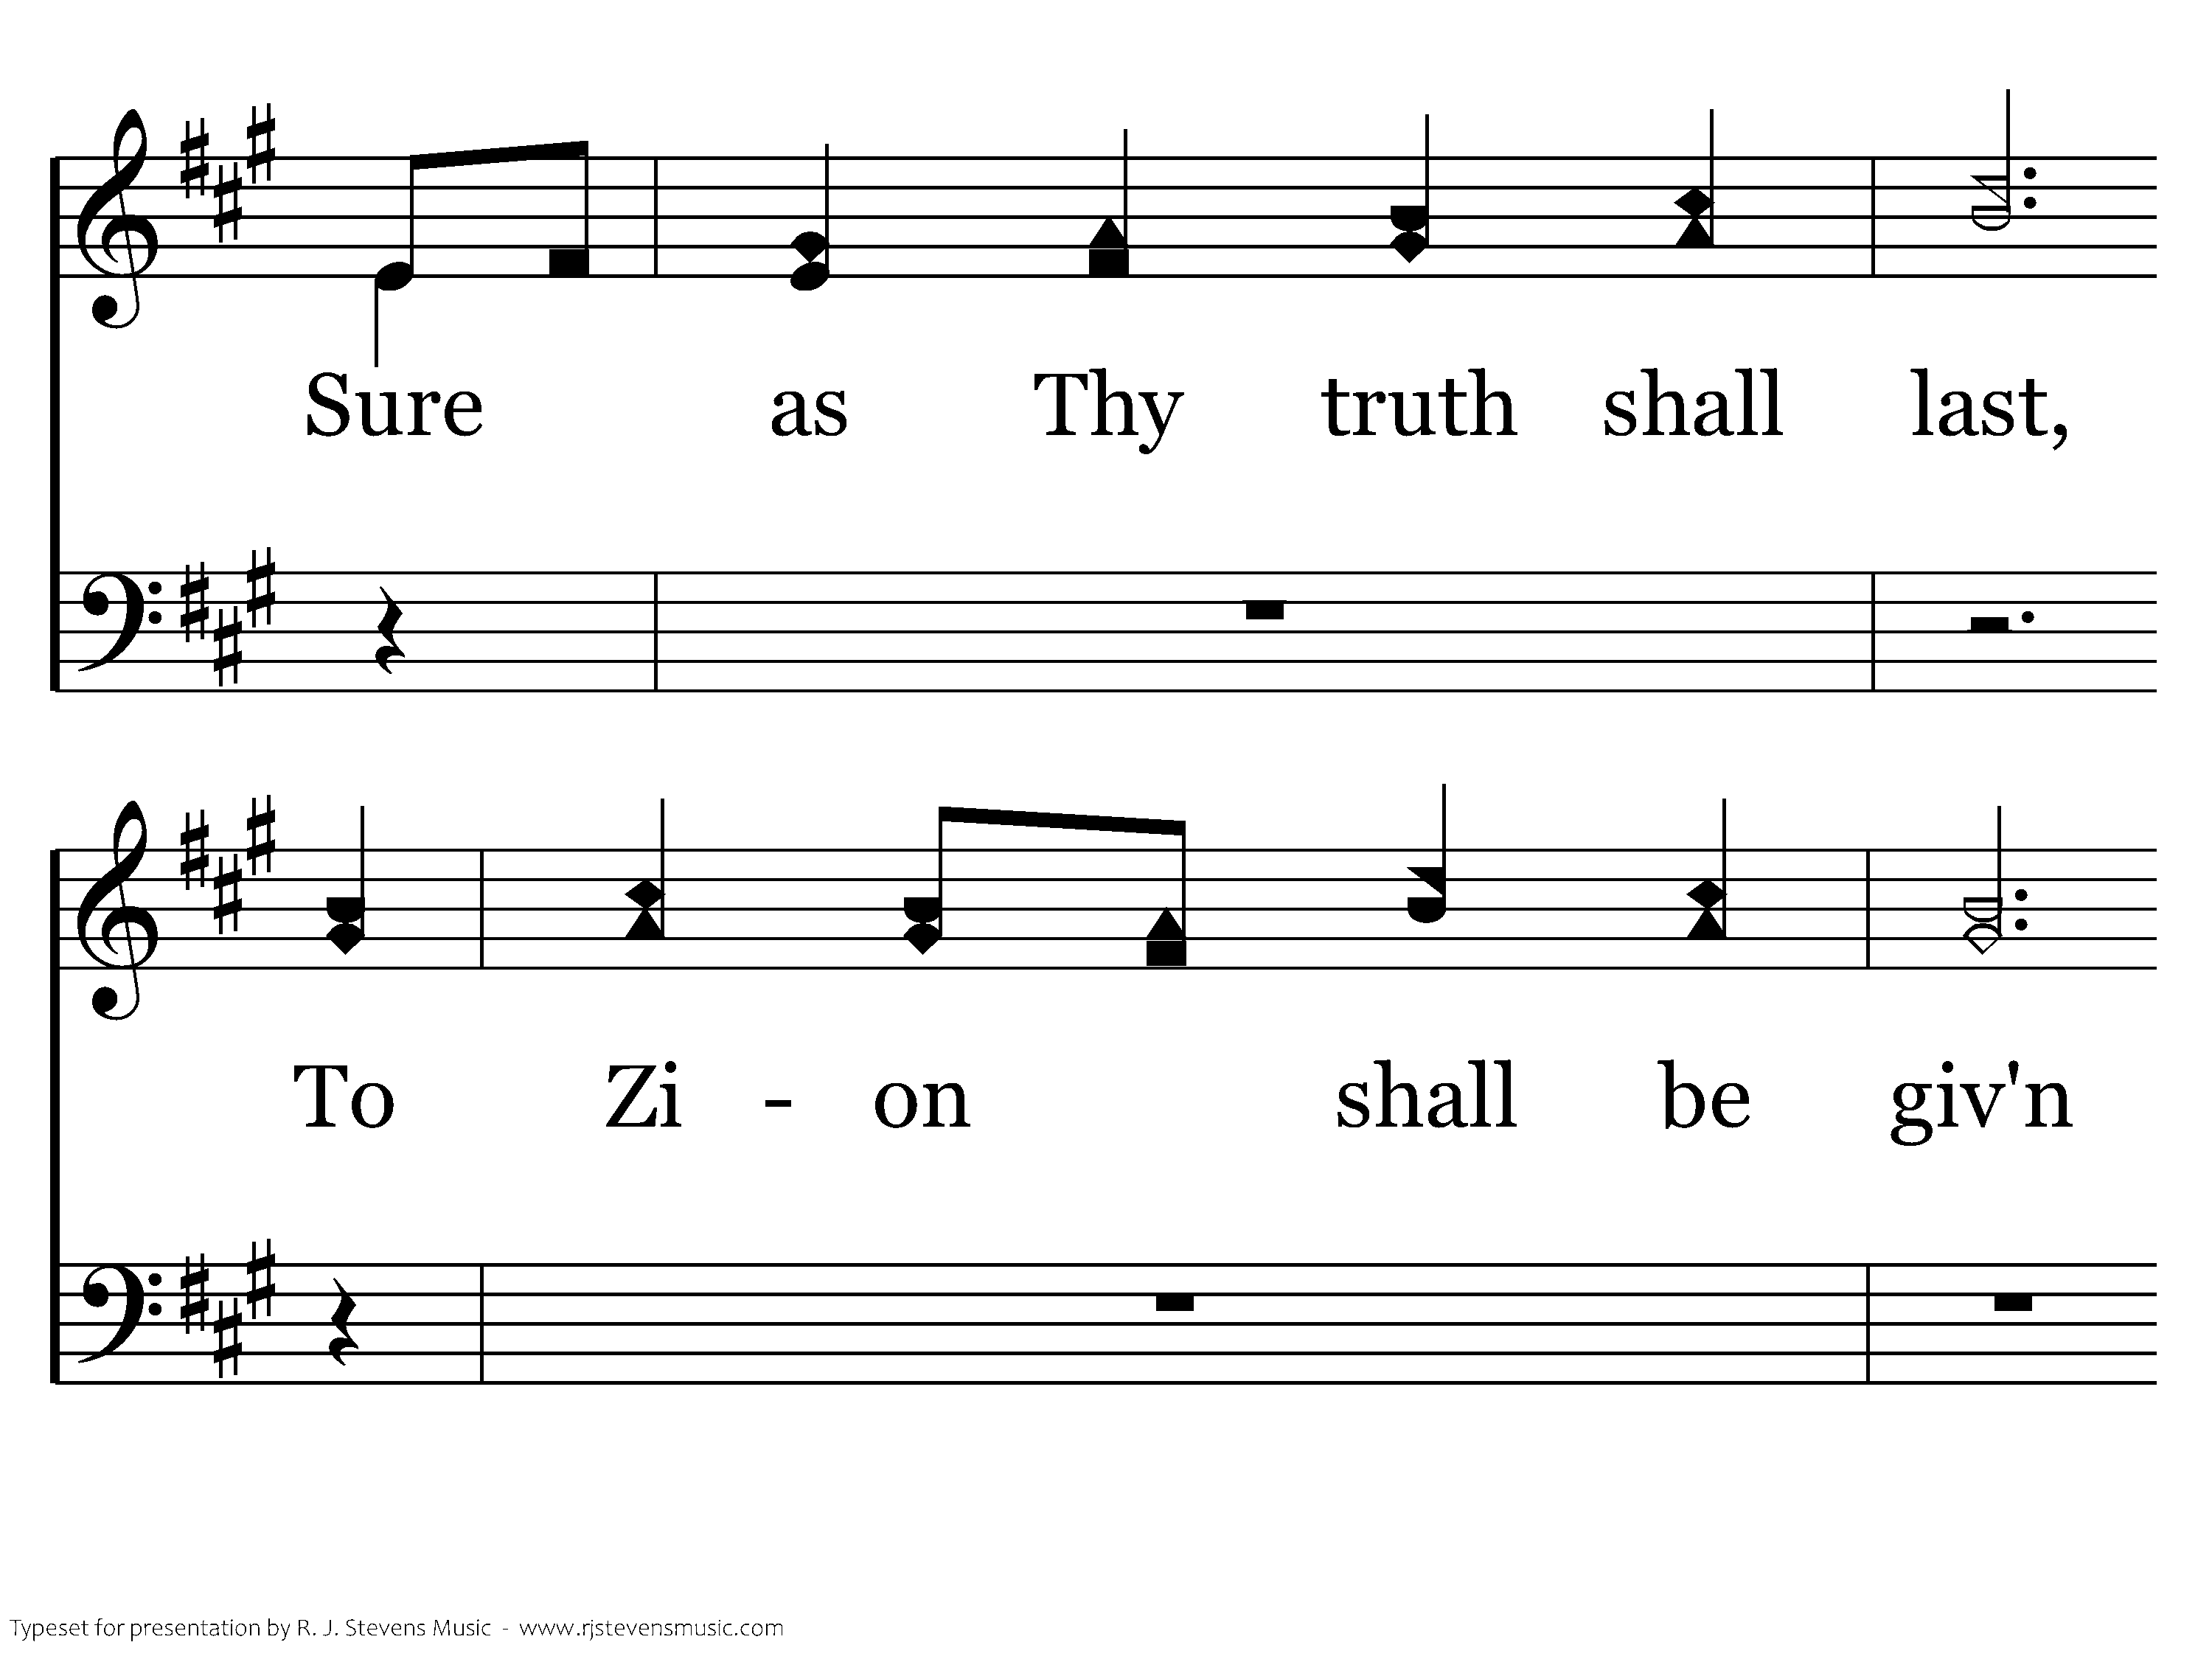 Sure as Thy truth shall last,
To Zi - on shall be giv'n
Typeset for presentation by R. J. Stevens Music - www.rjstevensmusic.com